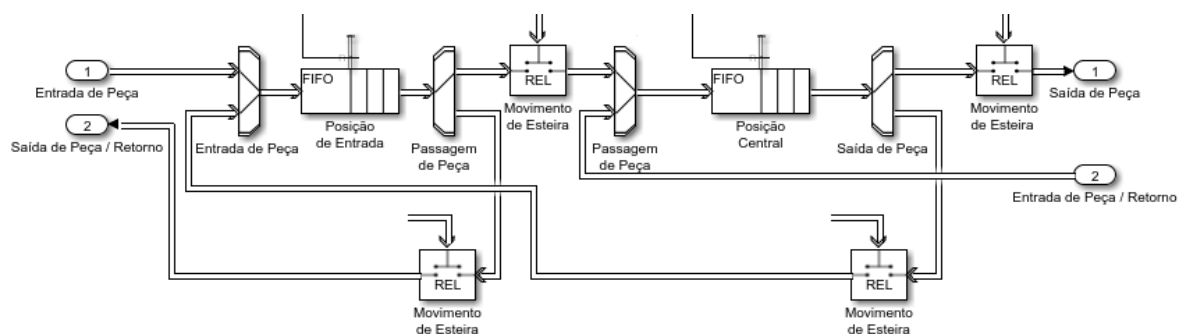 1
Entrada de Peça
2
Saída de Peça / Retorno
Entrada de Peça
FIFO
Posição
de Entrada
Passagem
de Peça
REL
Movimento
de Esteira
Passagem
de Peça
FIFO
Posição
Central
Saída de Peça
REL
Movimento
de Esteira
1
Saída de Peça
2
Entrada de Peça / Retorno
REL
Movimento
de Esteira
REL
Movimento
de Esteira